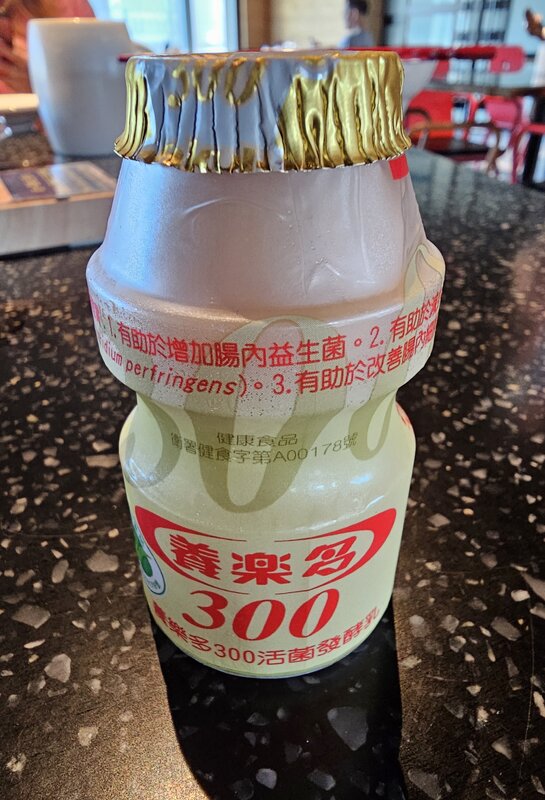 1.有助於增加腸內益生菌。2.有助於
perfringens)。3.有助於改善腸內
健康食品
衛署健食字第A00178號
養楽多
300
養樂多300活菌發酵乳